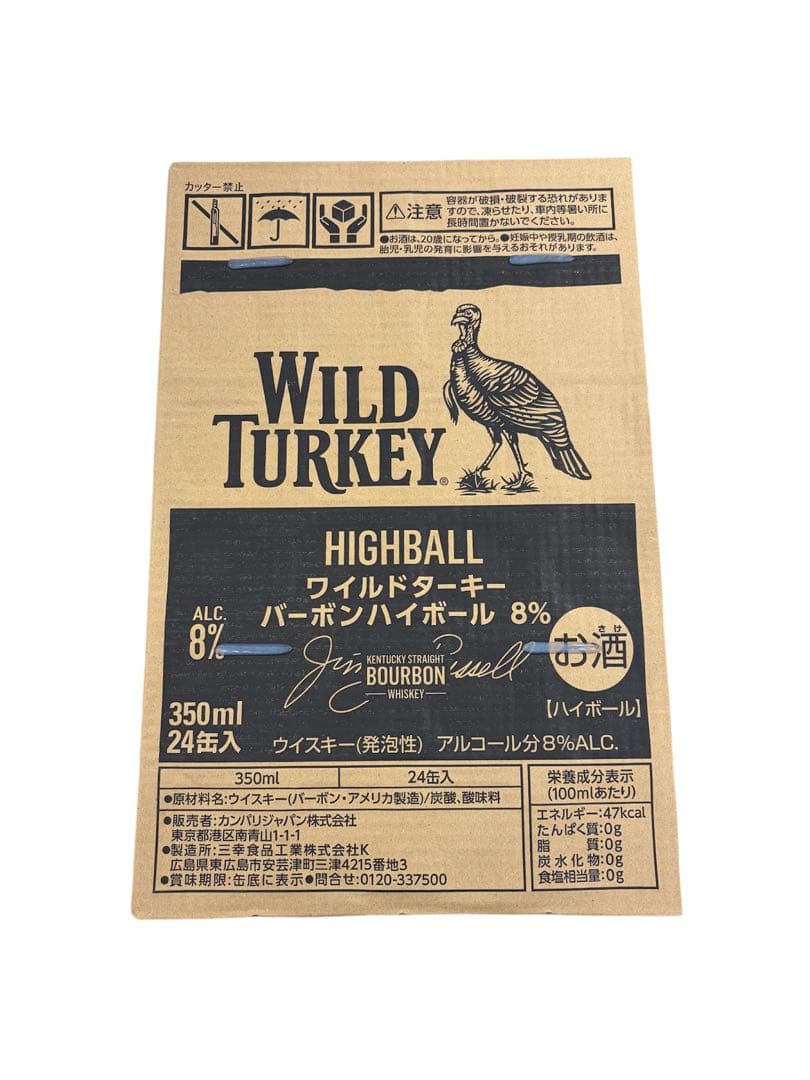 カッター禁止
⚠注意 容器が破損・破裂する恐れがありま
すので、凍らせたり、車内等暑い所に
長時間置かないでください。
●お酒は、20歳になってから。●妊娠中や授乳期の飲酒は、
胎児・乳児の発育に影響を与えるおそれがあります。
WILD
TURKEY®
HIGHBALL
ワイルドターキー
バーボンハイボール 8%
ALC.
8%
さけ
お酒
KENTUCKY STRAIGHT
BOURBON
WHISKEY
【ハイボール】
350ml
24缶入
ウイスキー(発泡性) アルコール分8%ALC.
350ml 24缶入
●原材料名:ウイスキー(バーボン・アメリカ製造)/炭酸、酸味料
●販売者:カンパリジャパン株式会社
東京都港区南青山1-1-1
●製造所:三幸食品工業株式会社K
広島県東広島市安芸津町三津4215番地3
●賞味期限:缶底に表示●問合せ:0120-337500
栄養成分表示
(100mlあたり)
エネルギー:47kcal
たんぱく質:0g
脂質:0g
炭水化物:0g
食塩相当量:0g